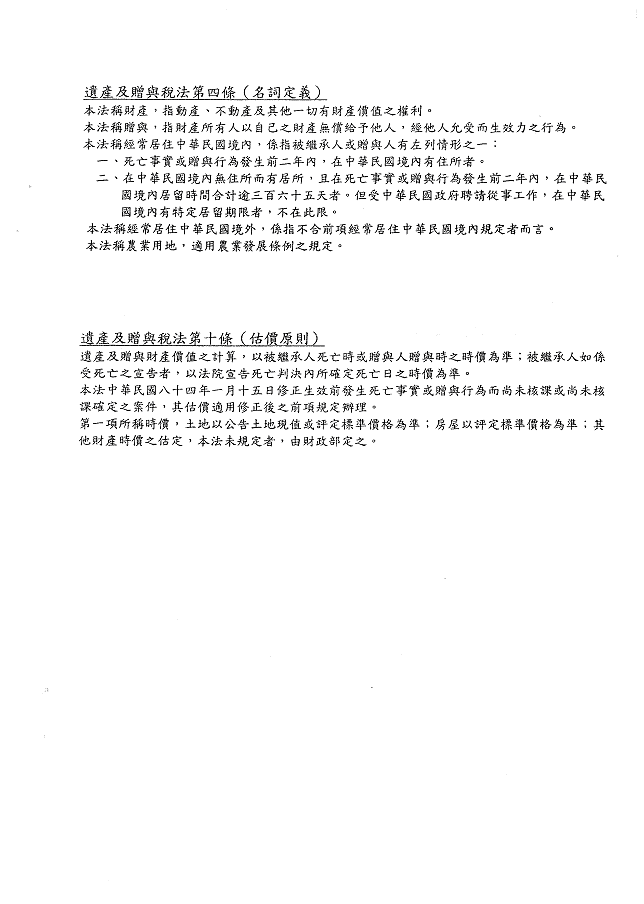 遺產及贈與稅法第四條（名詞定義）
本法稱財產，指動產、不動產及其他一切有財產價值之權利。
本法稱贈與，指財產所有人以自己之財產無償給予他人，經他人允受而生效力之行為。
本法稱經常居住中華民國境內，係指被繼承人或贈與人有左列情形之一：
一、死亡事實或贈與行為發生前二年內，在中華民國境內有住所者。
二、在中華民國境內無住所而有居所，且在死亡事實或贈與行為發生前二年內，在中華民
國境內居留時間合計逾三百六十五天者。但受中華民國政府聘請從事工作，在中華民
國境內有特定居留期限者，不在此限。
本法稱經常居住中華民國境外，係指不合前項經常居住中華民國境內規定者而言。
本法稱農業用地，適用農業發展條例之規定。
遺產及贈與稅法第十條（估價原則）
遺產及贈與財產價值之計算，以被繼承人死亡時或贈與人贈與時之時價為準；被繼承人如係
受死亡之宣告者，以法院宣告死亡判決內所確定死亡日之時價為準。
本法中華民國八十四年一月十五日修正生效前發生死亡事實或贈與行為而尚未核課或尚未核
課確定之案件，其估價適用修正後之前項規定辦理。
第一項所稱時價，土地以公告土地現值或評定標準價格為準；房屋以評定標準價格為準；其
他財產時價之估定，本法未規定者，由財政部定之。